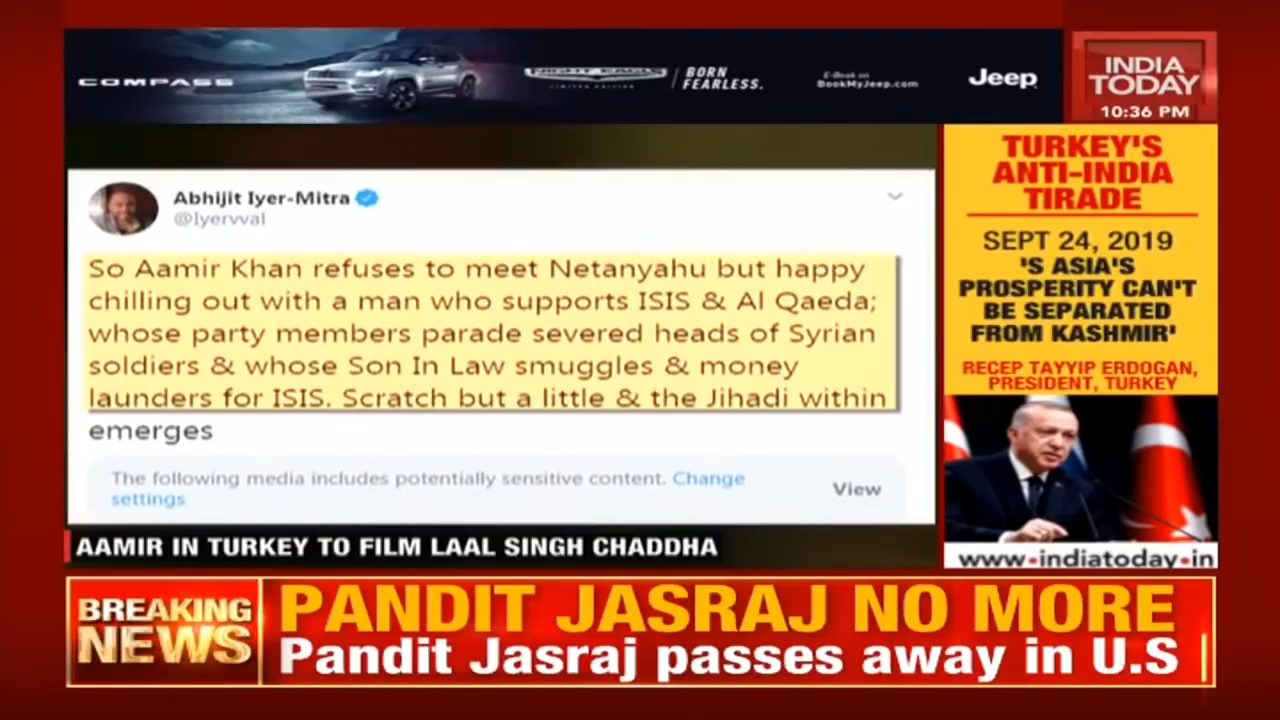 COMPASS
NIGHT EAGLE
LIMITED EDITION
BORN
FEARLESS.
E-Book on
BookMyJeep.com
Jeep
INDIA
TODAY
10:36 PM
Abhijit Iyer-Mitra
@Iyervval
So Aamir Khan refuses to meet Netanyahu but happy
chilling out with a man who supports ISIS & Al Qaeda;
whose party members parade severed heads of Syrian
soldiers & whose Son In Law smuggles & money
launders for ISIS. Scratch but a little & the Jihadi within
emerges
The following media includes potentially sensitive content. Change
settings
View
TURKEY'S
ANTI-INDIA
TIRADE
SEPT 24, 2019
'S ASIA'S
PROSPERITY CAN'T
BE SEPARATED
FROM KASHMIR'
RECEP TAYYIP ERDOGAN,
PRESIDENT, TURKEY
www.indiatoday.in
AAMIR IN TURKEY TO FILM LAAL SINGH CHADDHA
BREAKING
NEWS
PANDIT JASRAJ NO MORE
Pandit Jasraj passes away in U.S